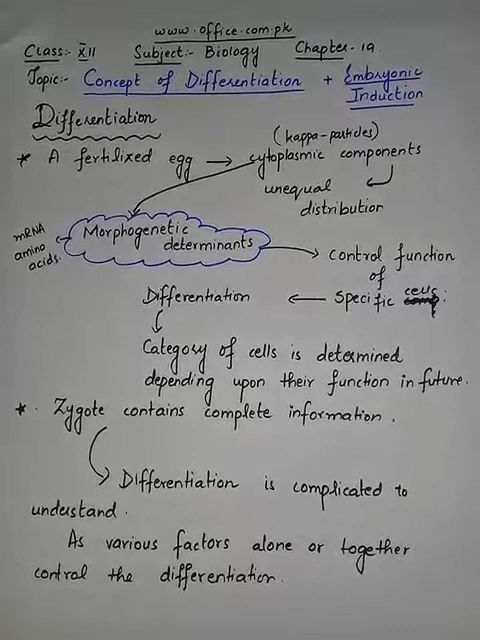 www.office.com.pk
Class:- XII Subject:- Biology Chapter-19.
Topic:- Concept of Differentiation + Embryonic
Induction
Differentiation
(kappa-particles)
* A fertilized egg → cytoplasmic components
unequal
distribution
mRNA
amino
acids.
Morphogenetic
determinants
control function
of
specific cells.
Differentiation
Category of cells is determined
depending upon their function in future.
* . Zygote contains complete information.
Differentiation is complicated to
understand.
As various factors alone or together
control the differentiation.